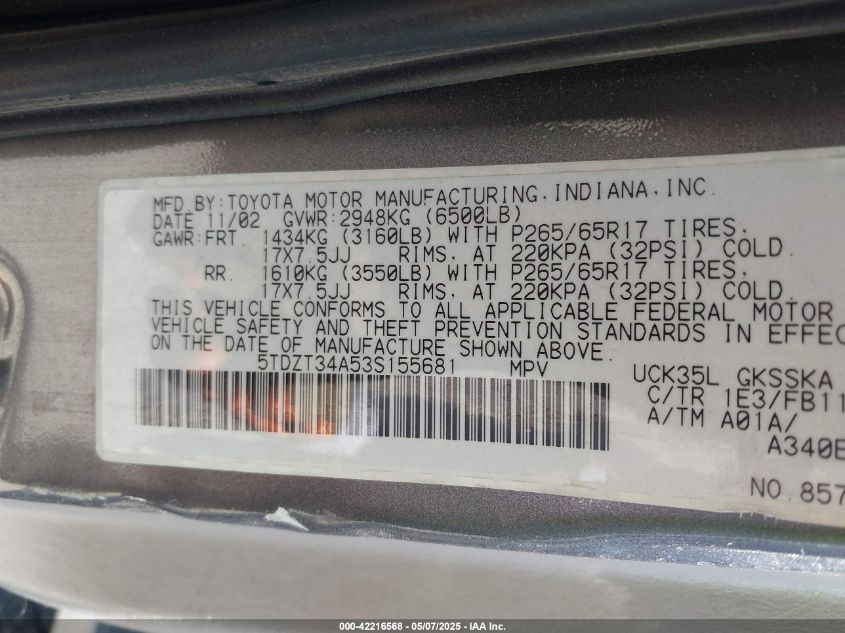 MFD BY:TOYOTA MOTOR MANUFACTURING, INDIANA, INC.
DATE 11/02 GVWR:2948KG (6500LB)
GAWR:FRT. 1434KG (3160LB) WITH P265/65R17 TIRES,
17X7.5JJ RIMS, AT 220KPA (32PSI) COLD.
RR. 1610KG (3550LB) WITH P265/65R17 TIRES,
17X7.5JJ RIMS, AT 220KPA (32PSI) COLD.
THIS VEHICLE CONFORMS TO ALL APPLICABLE FEDERAL MOTOR
VEHICLE SAFETY AND THEFT PREVENTION STANDARDS IN EFFEC
ON THE DATE OF MANUFACTURE SHOWN ABOVE.
5TDZT34A53S155681 MPV
UCK35L GKSSKA
C/TR 1E3/FB11
A/TM A01A/
A340E
NO.857
000-42216568 — 05/07/2025 — IAA Inc.